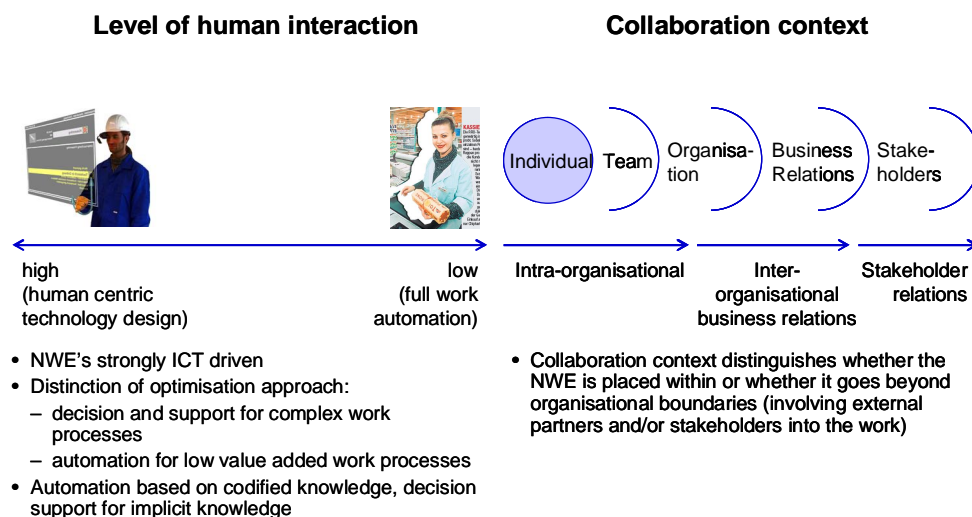 Level of human interaction
Collaboration context
KASSIE
Individual
Team
Organisa-
tion
Business
Relations
Stake-
holders
high
(human centric
technology design)
low
(full work
automation)
Intra-organisational
Inter-
organisational
business relations
Stakeholder
relations
• NWE's strongly ICT driven
• Distinction of optimisation approach:
– decision and support for complex work
processes
– automation for low value added work processes
• Automation based on codified knowledge, decision
support for implicit knowledge
• Collaboration context distinguishes whether the
NWE is placed within or whether it goes beyond
organisational boundaries (involving external
partners and/or stakeholders into the work)